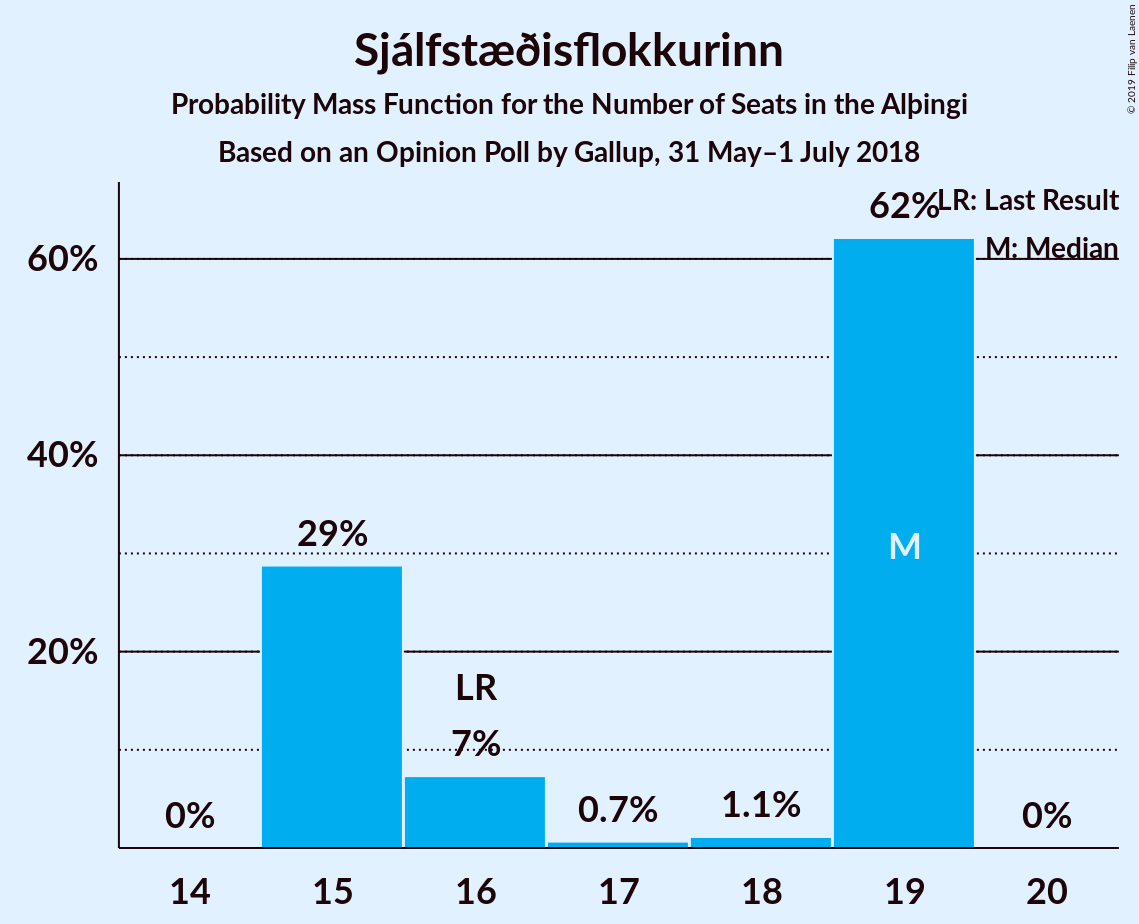 Sjálfstæðisflokkurinn
Probability Mass Function for the Number of Seats in the Alþingi
Based on an Opinion Poll by Gallup, 31 May–1 July 2018
© 2019 Filip van Laenen
LR: Last Result
M: Median
60%
40%
20%
0%
29%
LR
7%
0.7%
1.1%
62%
M
0%
14
15
16
17
18
19
20